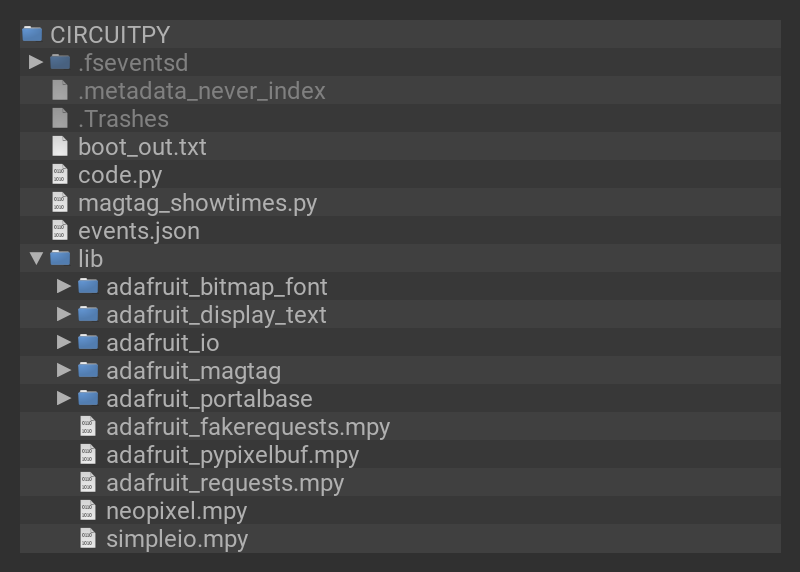 CIRCUITPY
.fseventsd
.metadata_never_index
.Trashes
boot_out.txt
code.py
magtag_showtimes.py
events.json
lib
adafruit_bitmap_font
adafruit_display_text
adafruit_io
adafruit_magtag
adafruit_portalbase
adafruit_fakerequests.mpy
adafruit_pypixelbuf.mpy
adafruit_requests.mpy
neopixel.mpy
simpleio.mpy